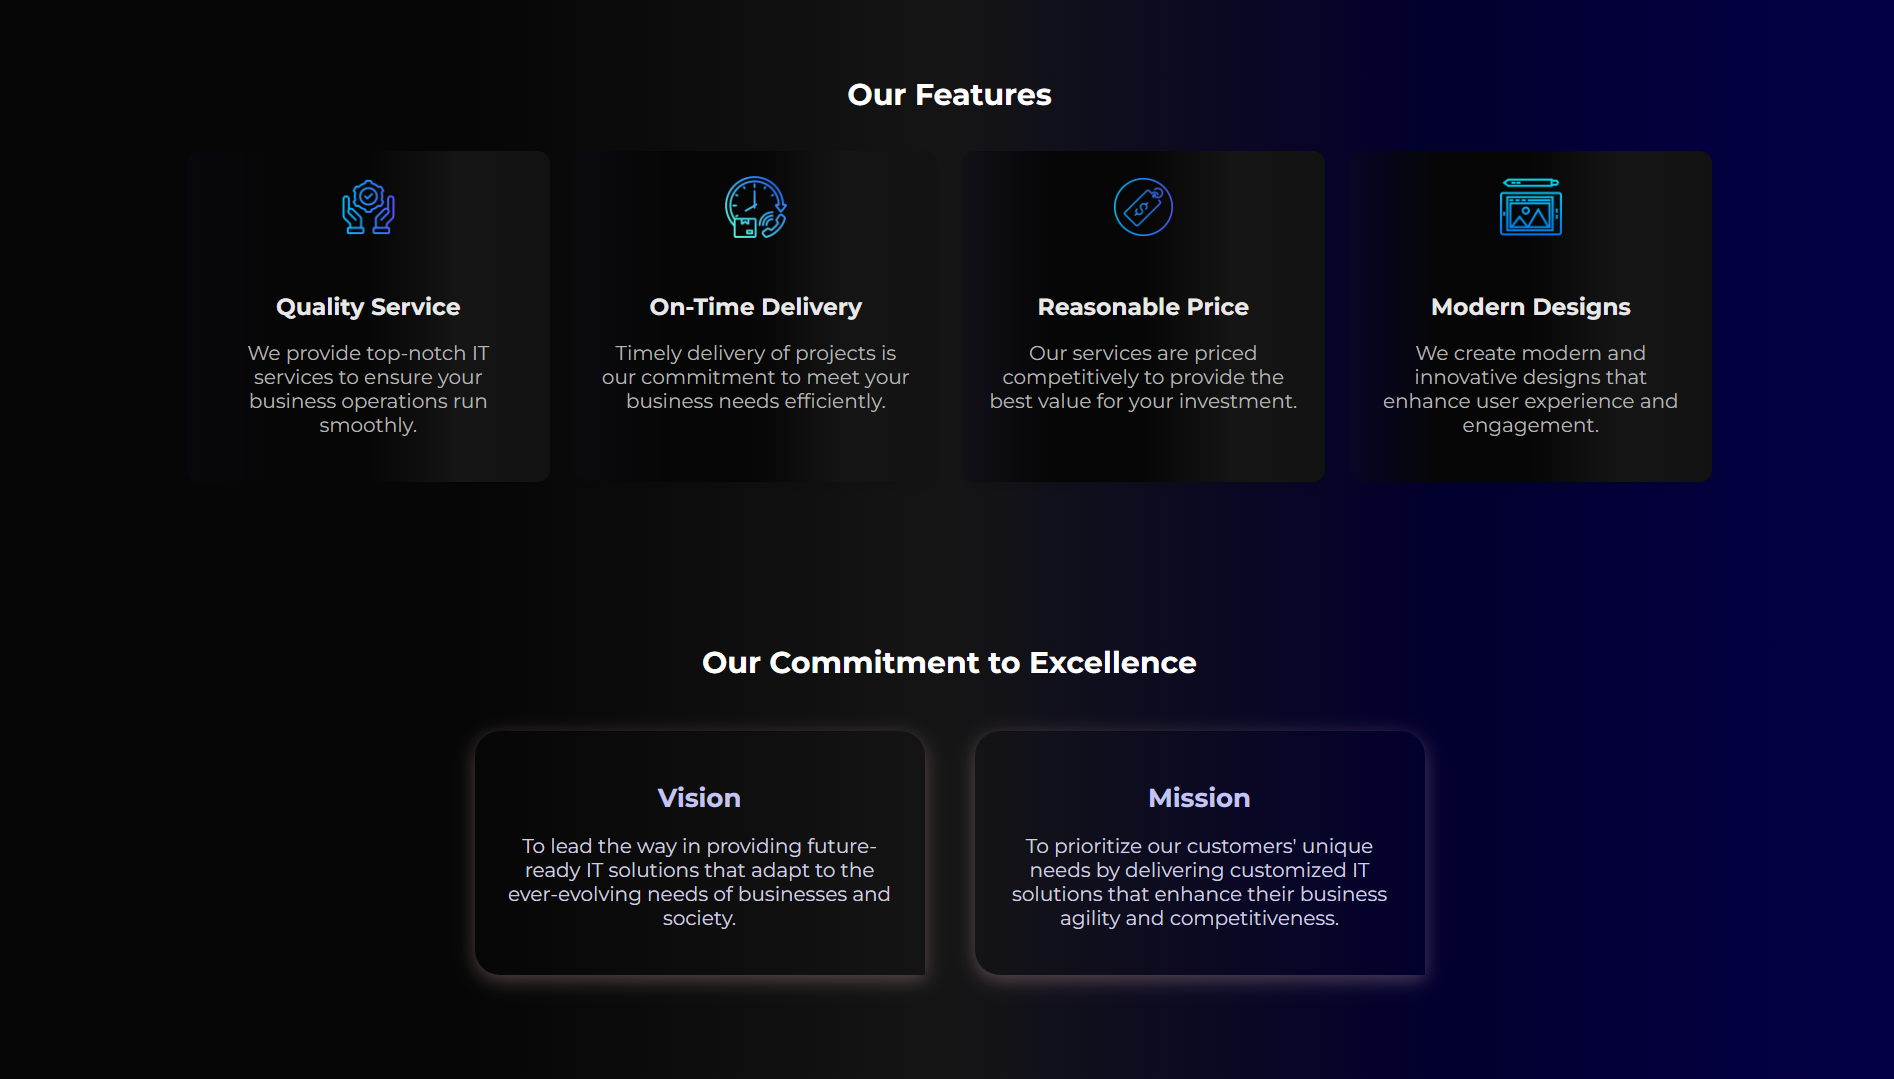 Our Features
Quality Service
We provide top-notch IT
services to ensure your
business operations run
smoothly.
On-Time Delivery
Timely delivery of projects is
our commitment to meet your
business needs efficiently.
Reasonable Price
Our services are priced
competitively to provide the
best value for your investment.
Modern Designs
We create modern and
innovative designs that
enhance user experience and
engagement.
Our Commitment to Excellence
Vision
To lead the way in providing future-
ready IT solutions that adapt to the
ever-evolving needs of businesses and
society.
Mission
To prioritize our customers' unique
needs by delivering customized IT
solutions that enhance their business
agility and competitiveness.